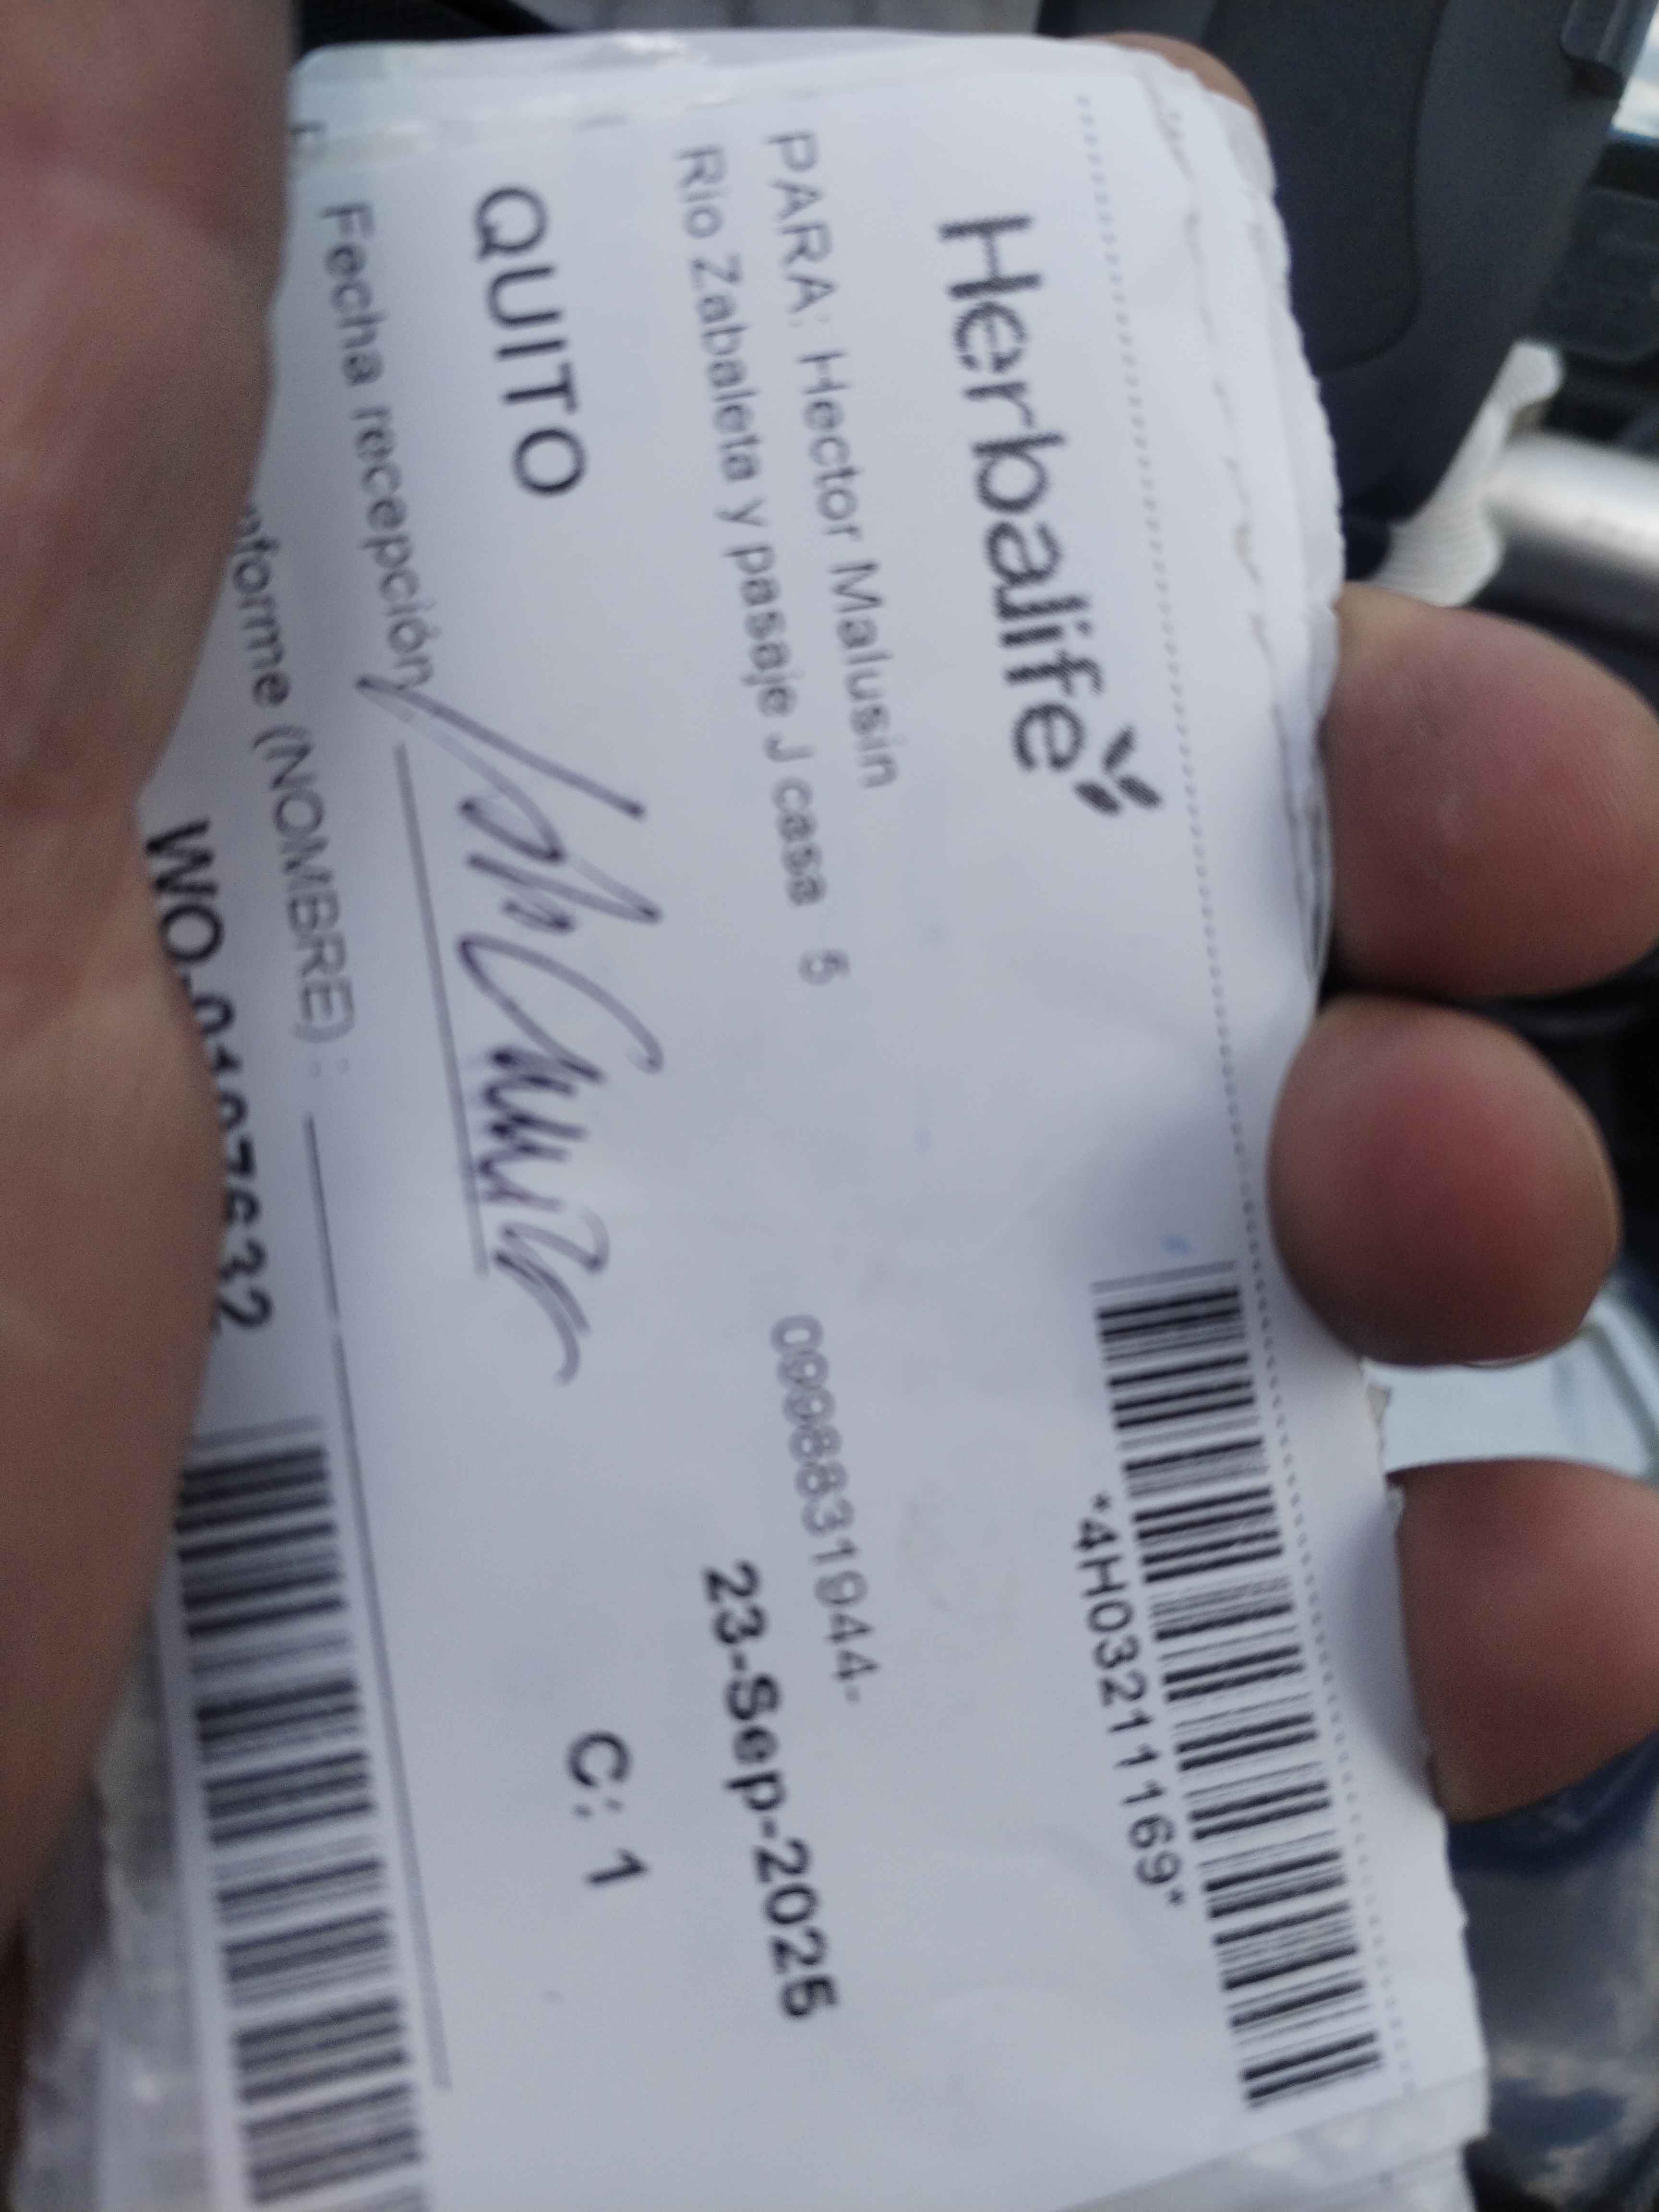 Herbalife
*4H03211169*
PARA: Hector Malusin
0998831944-
Rio Zabaleta y pasaje J casa 5
23-Sep-2025
QUITO
C: 1
Fecha recepción
nforme (NOMBRE) :